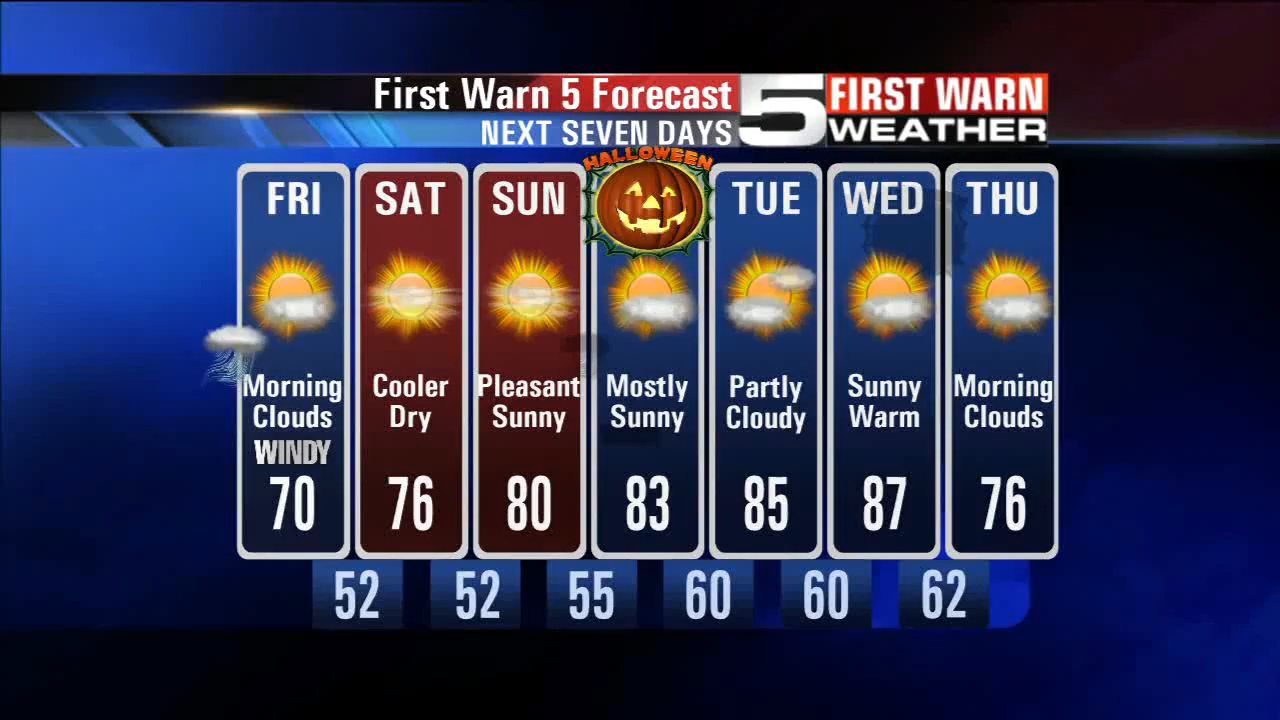 First Warn 5 Forecast
NEXT SEVEN DAYS
5 FIRST WARN
WEATHER
HALLOWEEN
FRI SAT SUN TUE WED THU
Morning Cooler Pleasant Mostly Partly Sunny Morning
Clouds Dry Sunny Sunny Cloudy Warm Clouds
WINDY
70 76 80 83 85 87 76
52 52 55 60 60 62